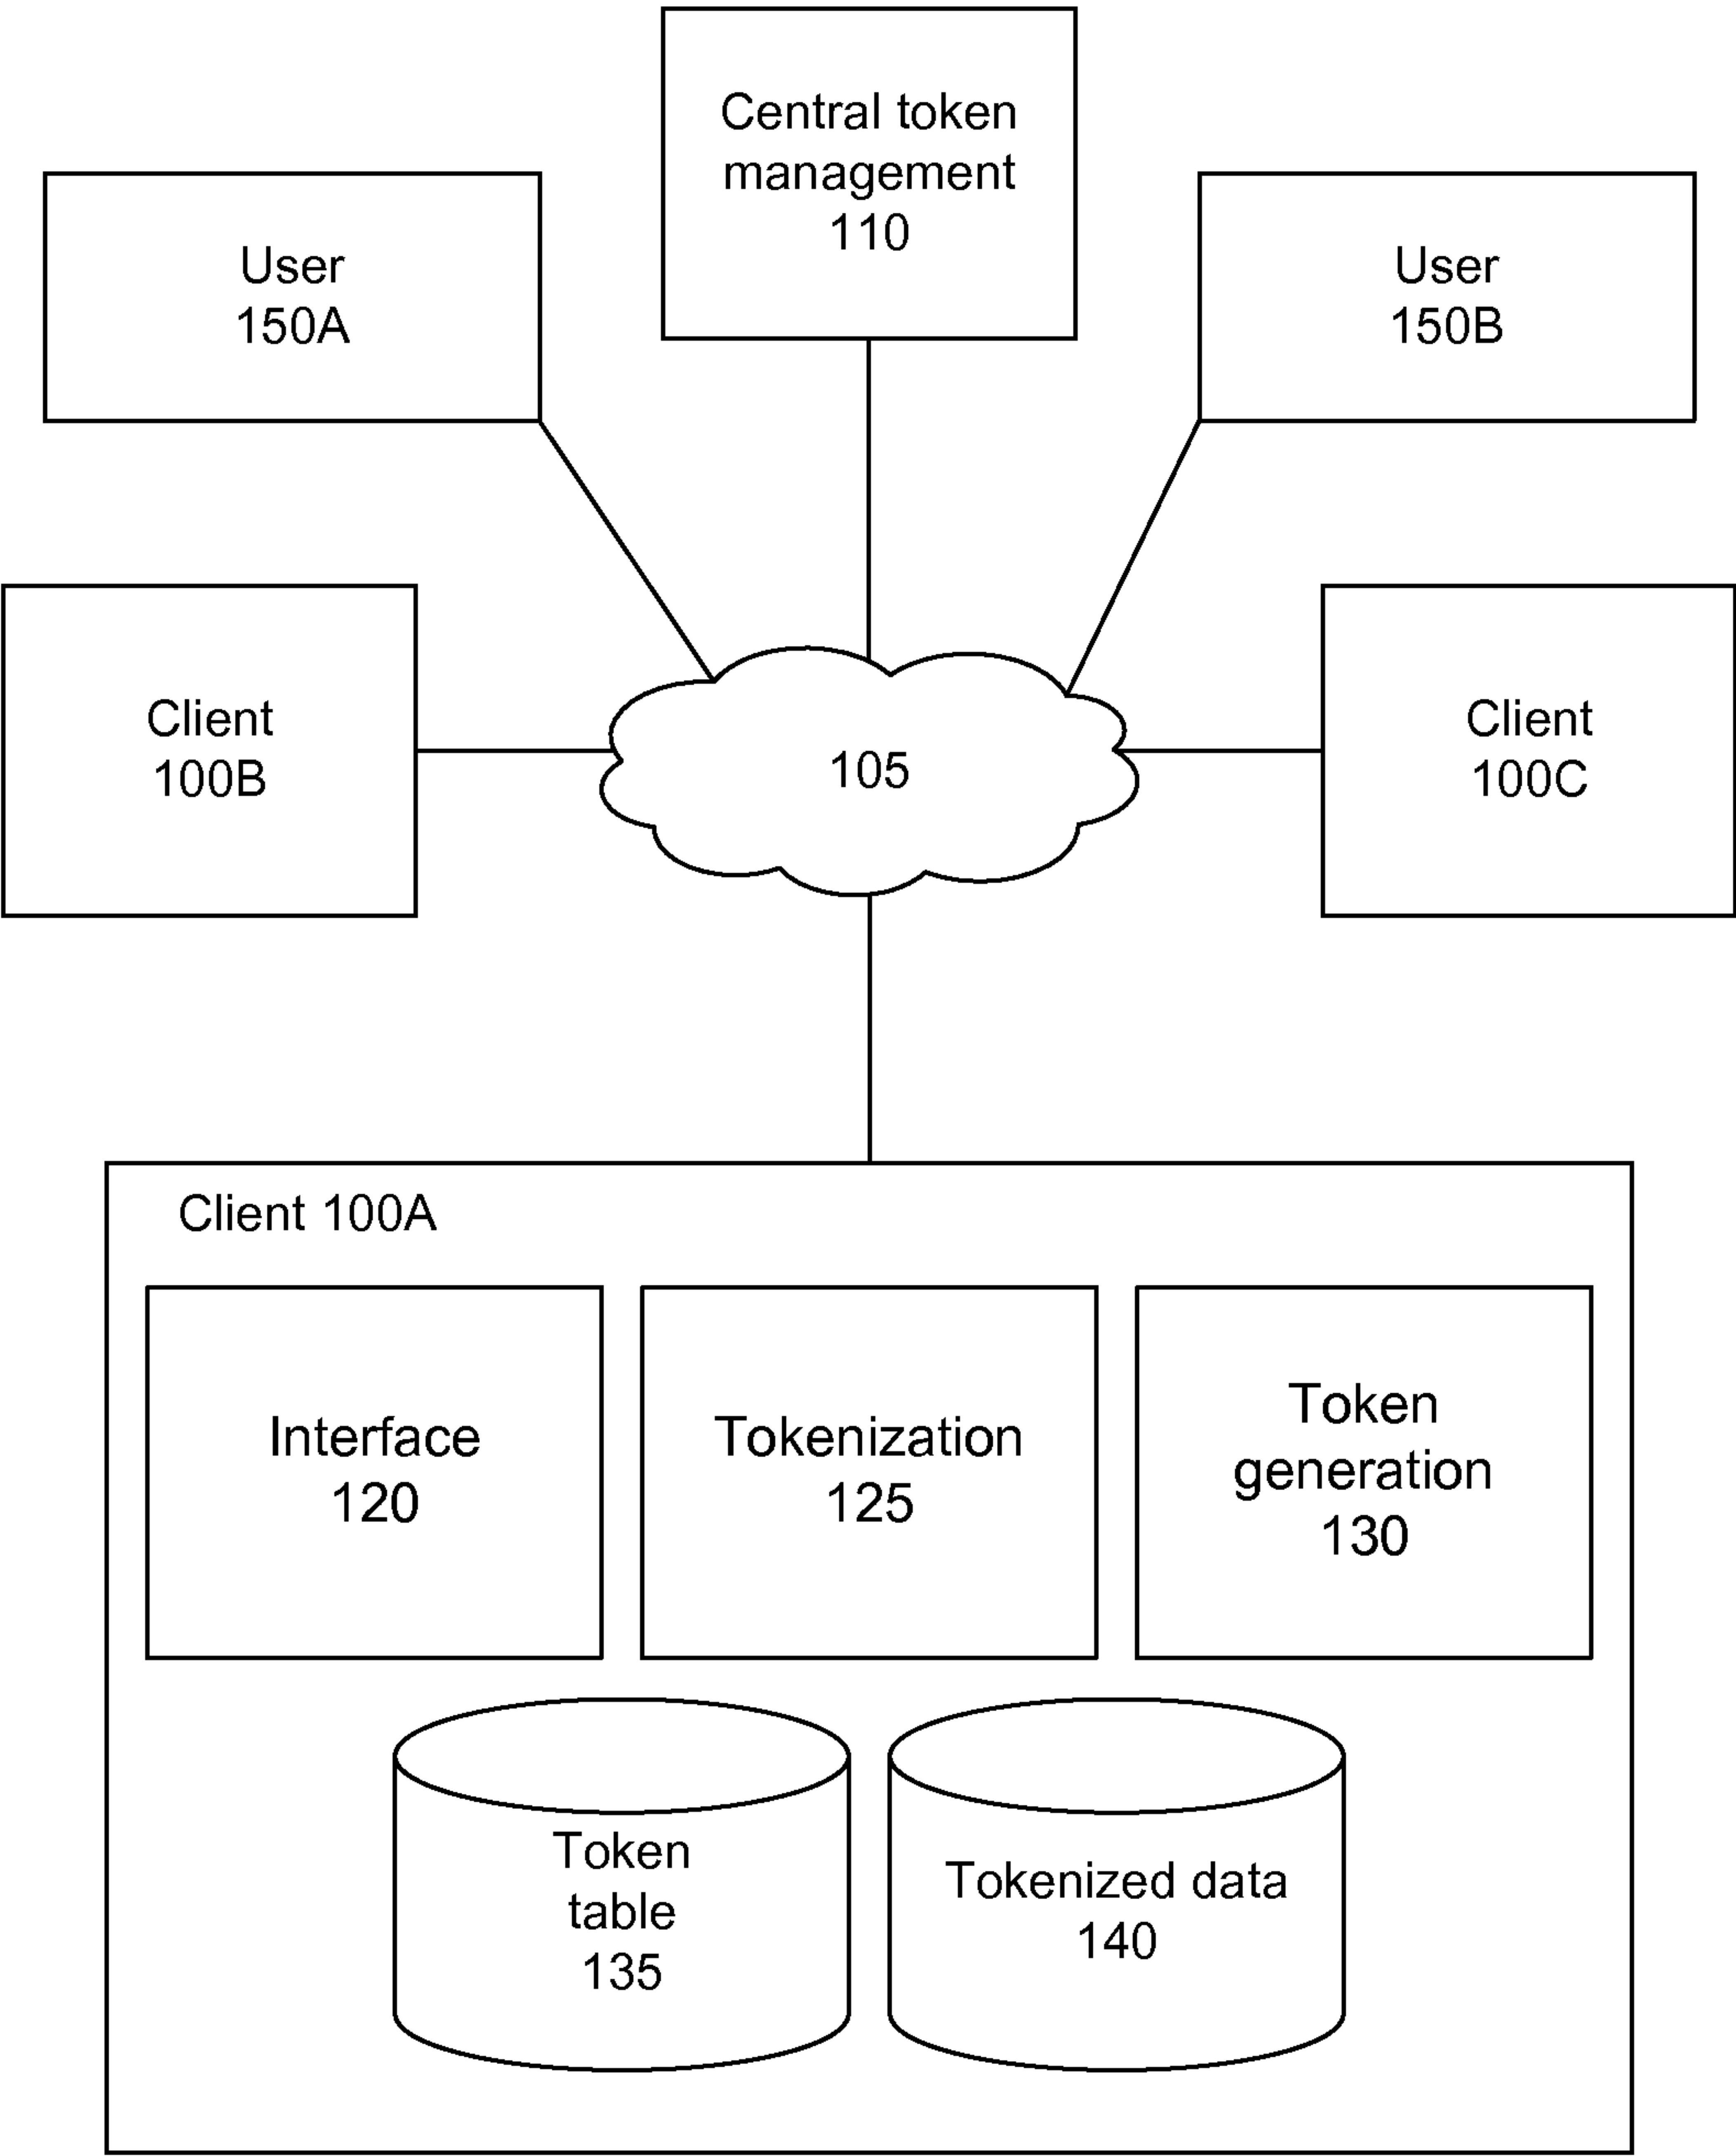 Central token
management
110
User
150A
User
150B
Client
100B
105
Client
100C
Client 100A
Interface
120
Tokenization
125
Token
generation
130
Token
table
135
Tokenized data
140